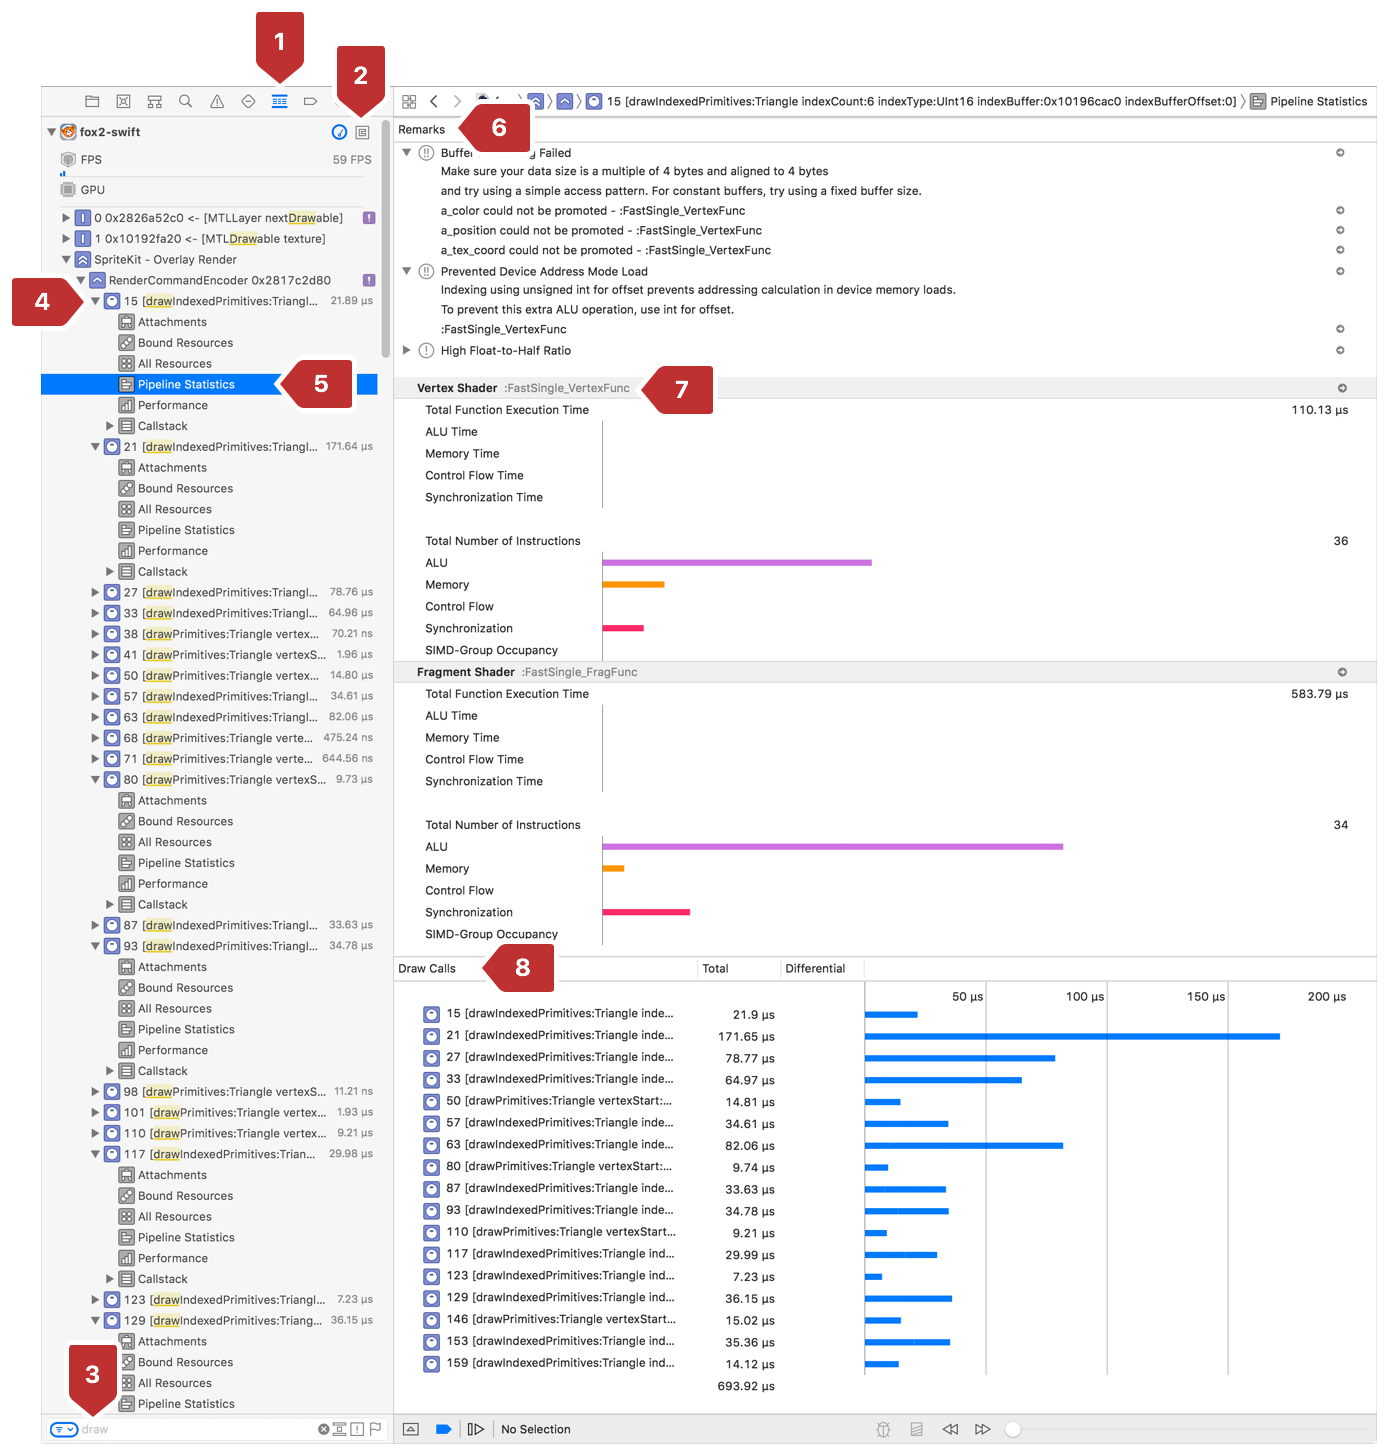 1
2
15 [drawIndexedPrimitives:Triangle indexCount:6 indexType:UInt16 indexBuffer:0x10196cac0 indexBufferOffset:0] Pipeline Statistics
fox2-swift
FPS 59 FPS
GPU
0 0x2826a52c0 <- [MTLLayer nextDrawable]
1 0x10192fa20 <- [MTLDrawable texture]
SpriteKit - Overlay Render
RenderCommandEncoder 0x2817c2d80
4
15 [drawIndexedPrimitives:Triangl... 21.89 µs
Attachments
Bound Resources
All Resources
Pipeline Statistics
5
Performance
Callstack
21 [drawIndexedPrimitives:Triangl... 171.64 µs
Attachments
Bound Resources
All Resources
Pipeline Statistics
Performance
Callstack
27 [drawIndexedPrimitives:Triangl... 78.76 µs
33 [drawIndexedPrimitives:Triangl... 64.96 µs
38 [drawPrimitives:Triangle vertex... 70.21 ns
41 [drawPrimitives:Triangle vertexS... 1.96 µs
50 [drawPrimitives:Triangle vertex... 14.80 µs
57 [drawIndexedPrimitives:Triangl... 34.61 µs
63 [drawIndexedPrimitives:Triangl... 82.06 µs
68 [drawPrimitives:Triangle verte... 475.24 ns
71 [drawPrimitives:Triangle verte... 644.56 ns
80 [drawPrimitives:Triangle vertexS... 9.73 µs
Attachments
Bound Resources
All Resources
Pipeline Statistics
Performance
Callstack
87 [drawIndexedPrimitives:Triangl... 33.63 µs
93 [drawIndexedPrimitives:Triangl... 34.78 µs
Attachments
Bound Resources
All Resources
Pipeline Statistics
Performance
Callstack
98 [drawPrimitives:Triangle vertexS... 11.21 ns
101 [drawPrimitives:Triangle vertex... 1.93 µs
110 [drawPrimitives:Triangle vertex... 9.21 µs
117 [drawIndexedPrimitives:Trian... 29.98 µs
Attachments
Bound Resources
All Resources
Pipeline Statistics
Performance
Callstack
123 [drawIndexedPrimitives:Triangl... 7.23 µs
129 [drawIndexedPrimitives:Triang... 36.15 µs
Attachments
Bound Resources
All Resources
Pipeline Statistics
3
draw
Remarks
6
Failed
Make sure your data size is a multiple of 4 bytes and aligned to 4 bytes
and try using a simple access pattern. For constant buffers, try using a fixed buffer size.
a_color could not be promoted - :FastSingle_VertexFunc
a_position could not be promoted - :FastSingle_VertexFunc
a_tex_coord could not be promoted - :FastSingle_VertexFunc
Prevented Device Address Mode Load
Indexing using unsigned int for offset prevents addressing calculation in device memory loads.
To prevent this extra ALU operation, use int for offset.
:FastSingle_VertexFunc
High Float-to-Half Ratio
Vertex Shader :FastSingle_VertexFunc
7
Total Function Execution Time 110.13 µs
ALU Time
Memory Time
Control Flow Time
Synchronization Time
Total Number of Instructions 36
ALU
Memory
Control Flow
Synchronization
SIMD-Group Occupancy
Fragment Shader :FastSingle_FragFunc
Total Function Execution Time 583.79 µs
ALU Time
Memory Time
Control Flow Time
Synchronization Time
Total Number of Instructions 34
ALU
Memory
Control Flow
Synchronization
SIMD-Group Occupancy
Draw Calls
8
Total Differential
50 µs 100 µs 150 µs 200 µs
15 [drawIndexedPrimitives:Triangle inde... 21.9 µs
21 [drawIndexedPrimitives:Triangle inde... 171.65 µs
27 [drawIndexedPrimitives:Triangle inde... 78.77 µs
33 [drawIndexedPrimitives:Triangle inde... 64.97 µs
50 [drawPrimitives:Triangle vertexStart:... 14.81 µs
57 [drawIndexedPrimitives:Triangle inde... 34.61 µs
63 [drawIndexedPrimitives:Triangle inde... 82.06 µs
80 [drawPrimitives:Triangle vertexStart:... 9.74 µs
87 [drawIndexedPrimitives:Triangle inde... 33.63 µs
93 [drawIndexedPrimitives:Triangle inde... 34.78 µs
110 [drawPrimitives:Triangle vertexStart... 9.21 µs
117 [drawIndexedPrimitives:Triangle ind... 29.99 µs
123 [drawIndexedPrimitives:Triangle ind... 7.23 µs
129 [drawIndexedPrimitives:Triangle ind... 36.15 µs
146 [drawPrimitives:Triangle vertexStart... 15.02 µs
153 [drawIndexedPrimitives:Triangle ind... 35.36 µs
159 [drawIndexedPrimitives:Triangle ind... 14.12 µs
693.92 µs
No Selection